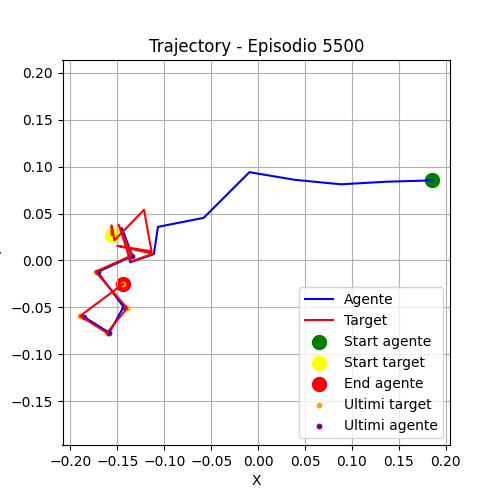 Trajectory - Episodio 5500
0.20
0.15
0.10
0.05
0.00
−0.05
−0.10
−0.15
Agente
Target
Start agente
Start target
End agente
Ultimi target
Ultimi agente
−0.20 −0.15 −0.10 −0.05 0.00 0.05 0.10 0.15 0.20
X